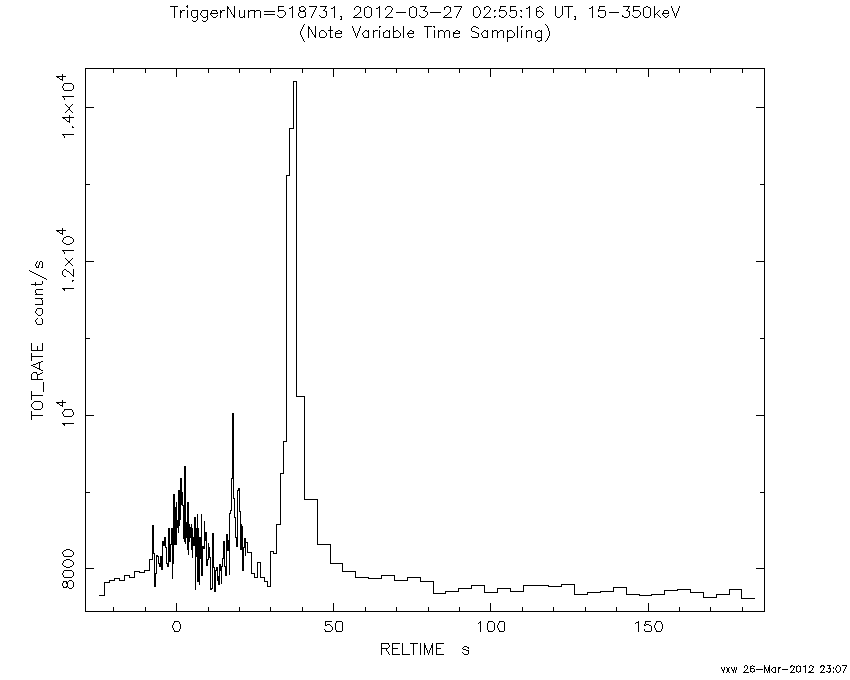 TriggerNum=518731, 2012-03-27 02:55:16 UT, 15-350keV
(Note Variable Time Sampling)
TOT_RATE count/s
1.4×10⁴
1.2×10⁴
10⁴
8000
0 50 100 150
RELTIME s
vxw 26-Mar-2012 23:07